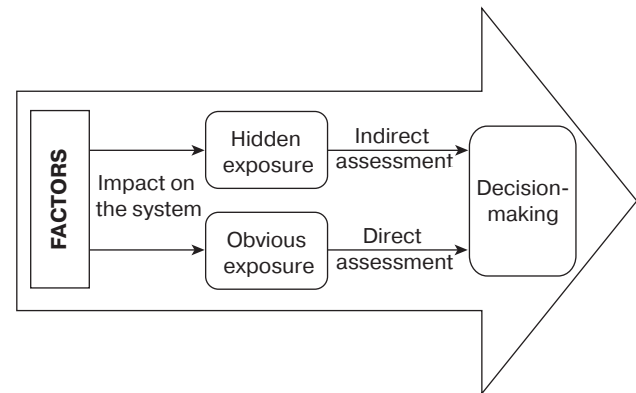 FACTORS
Impact on
the system
Hidden
exposure
Indirect
assessment
Obvious
exposure
Direct
assessment
Decision-
making